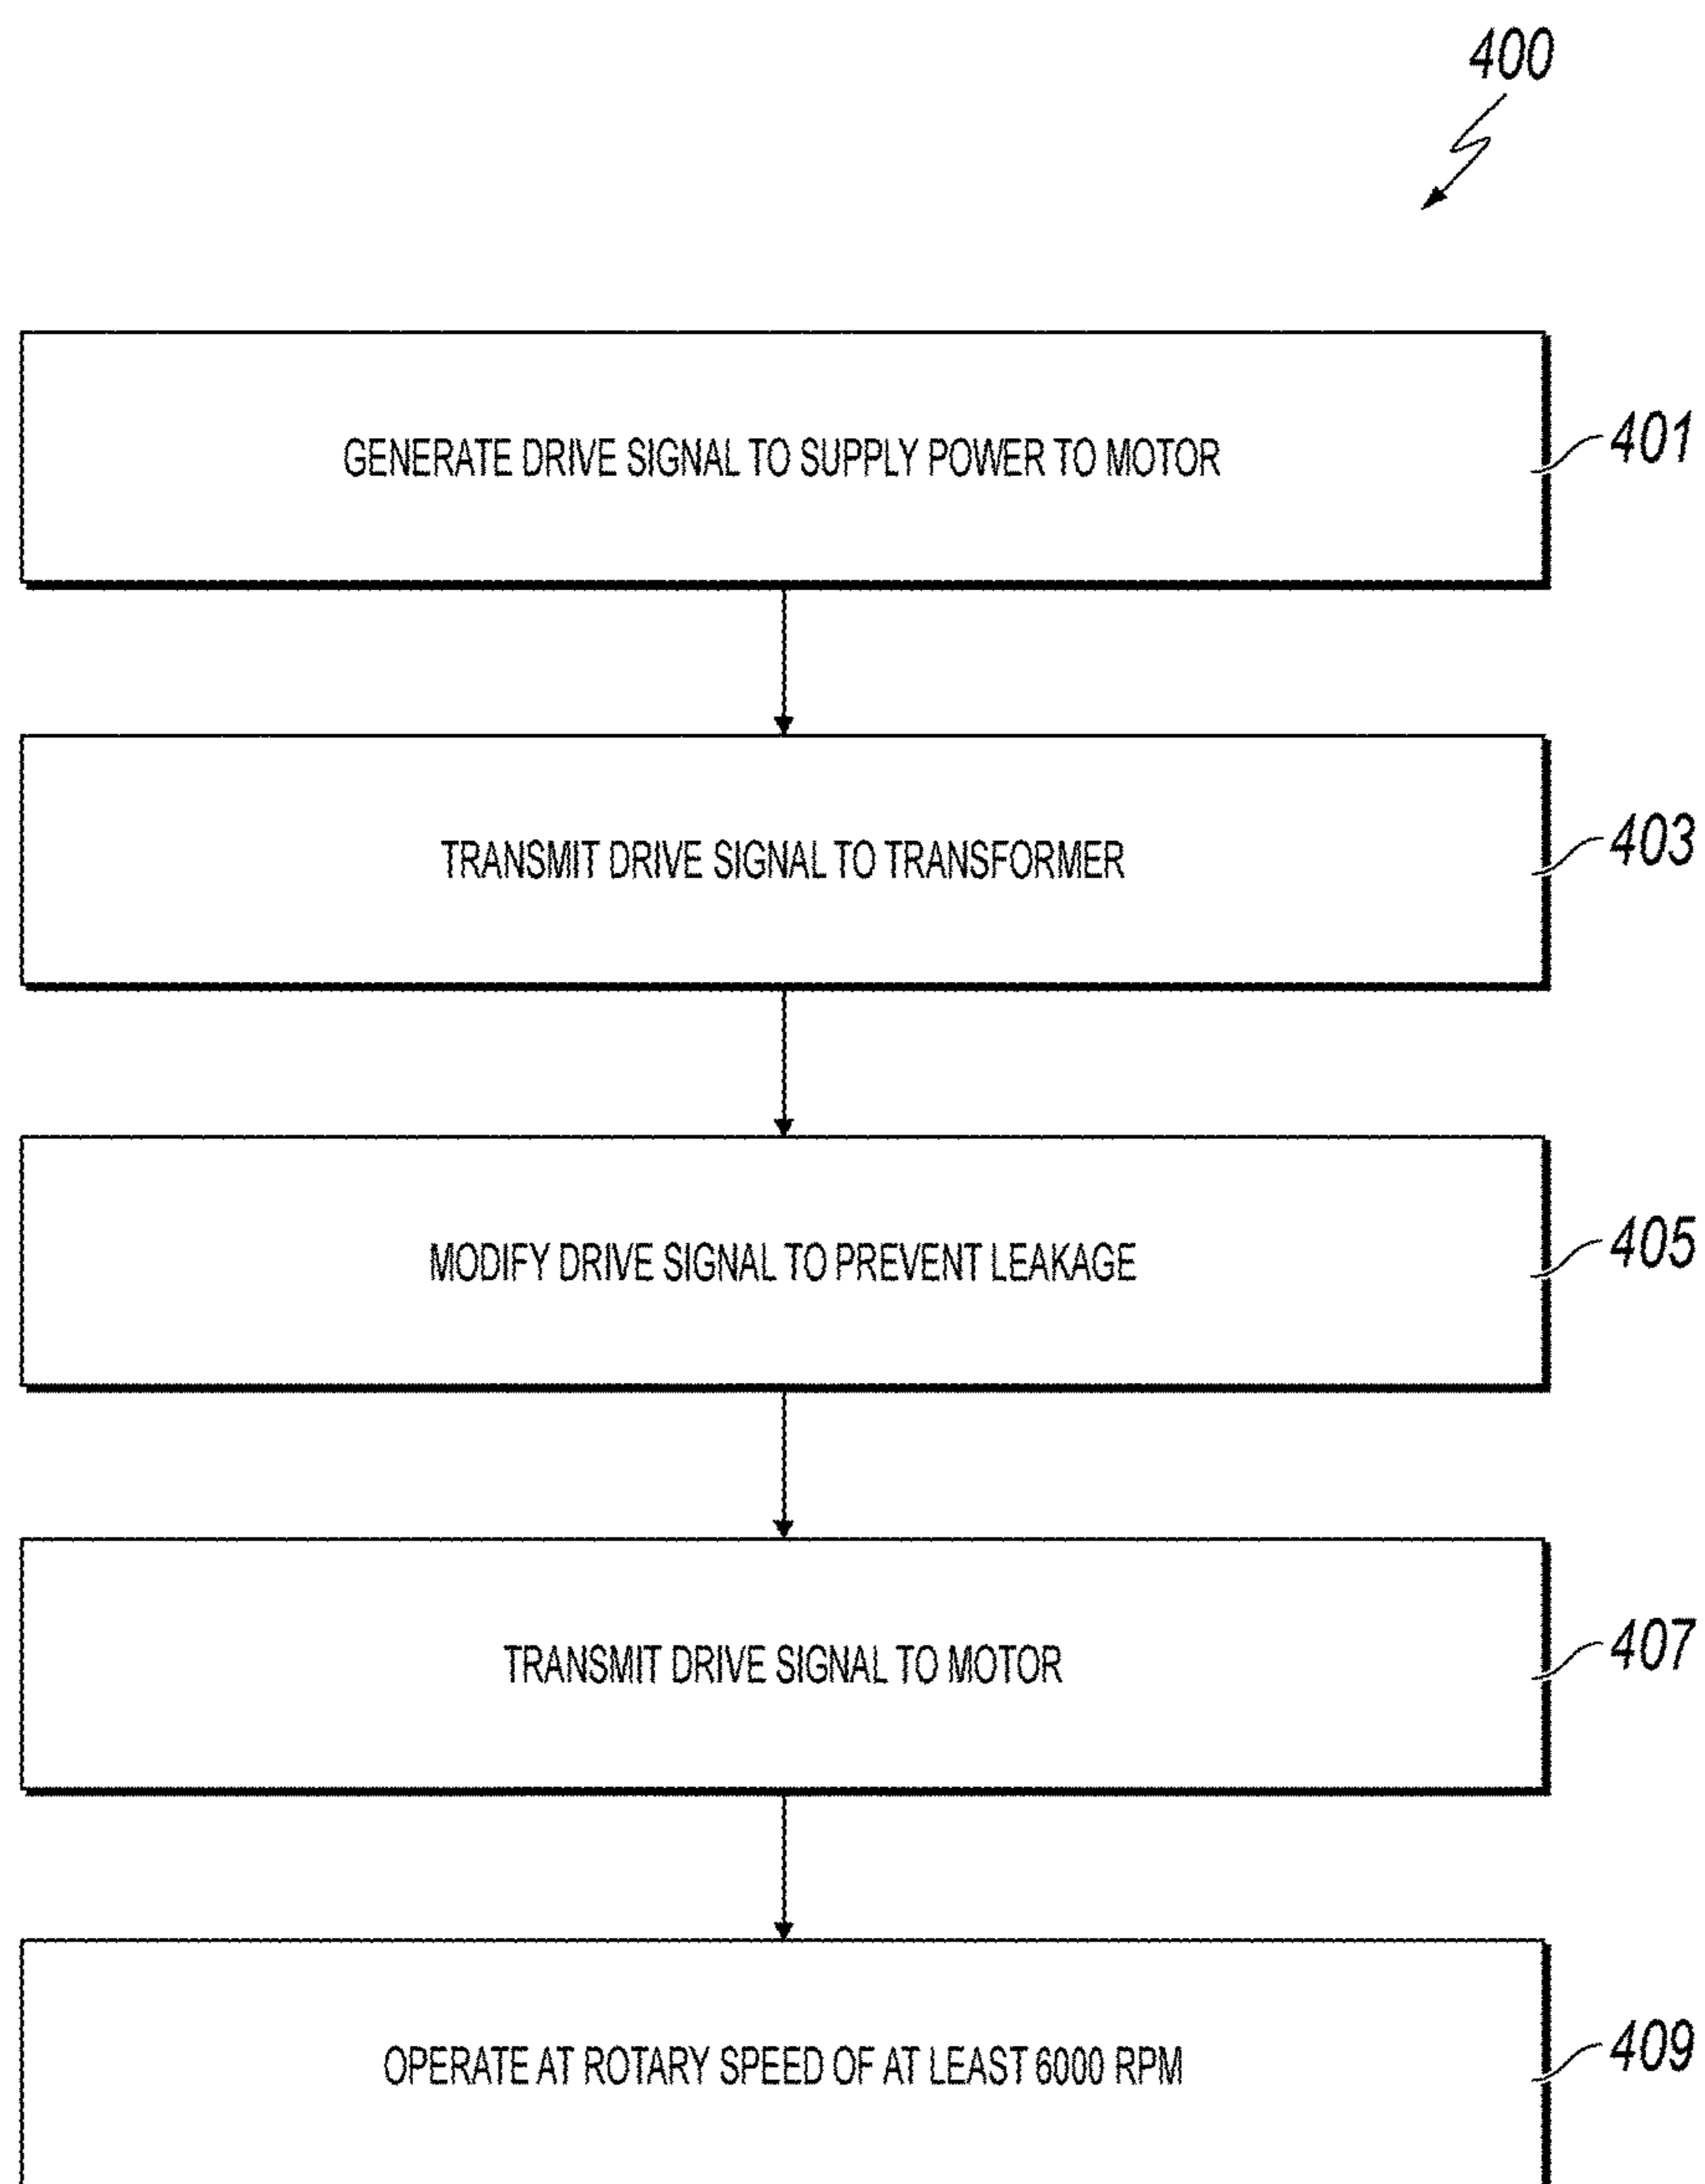 400
GENERATE DRIVE SIGNAL TO SUPPLY POWER TO MOTOR
401
TRANSMIT DRIVE SIGNAL TO TRANSFORMER
403
MODIFY DRIVE SIGNAL TO PREVENT LEAKAGE
405
TRANSMIT DRIVE SIGNAL TO MOTOR
407
OPERATE AT ROTARY SPEED OF AT LEAST 6000 RPM
409